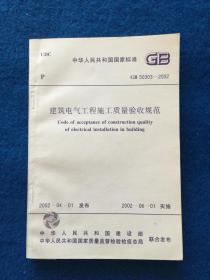 UDC
中华人民共和国国家标准
GB
P
GB 50303-2002
建筑电气工程施工质量验收规范
Code of acceptance of construction quality
of electrical installation in building
2002-04-01 发布
2002-06-01 实施
中华人民共和国建设部
中华人民共和国国家质量监督检验检疫总局
联合发布